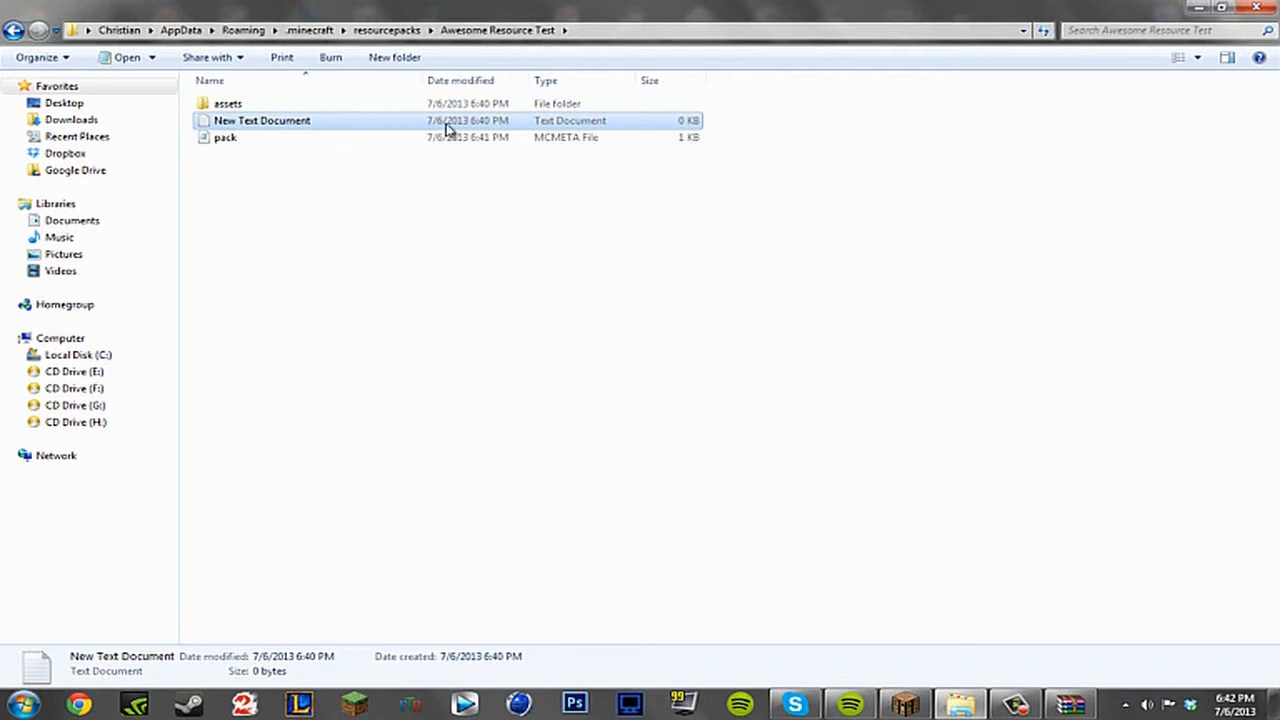 Christian AppData Roaming .minecraft resourcepacks Awesome Resource Test Search Awesome Resource Test
Organize Open Share with Print Burn New folder
Name Date modified Type Size
assets 7/6/2013 6:40 PM File folder
New Text Document 7/6/2013 6:40 PM Text Document 0 KB
pack 7/6/2013 6:41 PM MCMETA File 1 KB
Favorites
Desktop
Downloads
Recent Places
Dropbox
Google Drive
Libraries
Documents
Music
Pictures
Videos
Homegroup
Computer
Local Disk (C:)
CD Drive (E:)
CD Drive (F:)
CD Drive (G:)
CD Drive (H:)
Network
New Text Document Date modified: 7/6/2013 6:40 PM Date created: 7/6/2013 6:40 PM
Text Document Size: 0 bytes
Ps
99
6:42 PM
7/6/2013